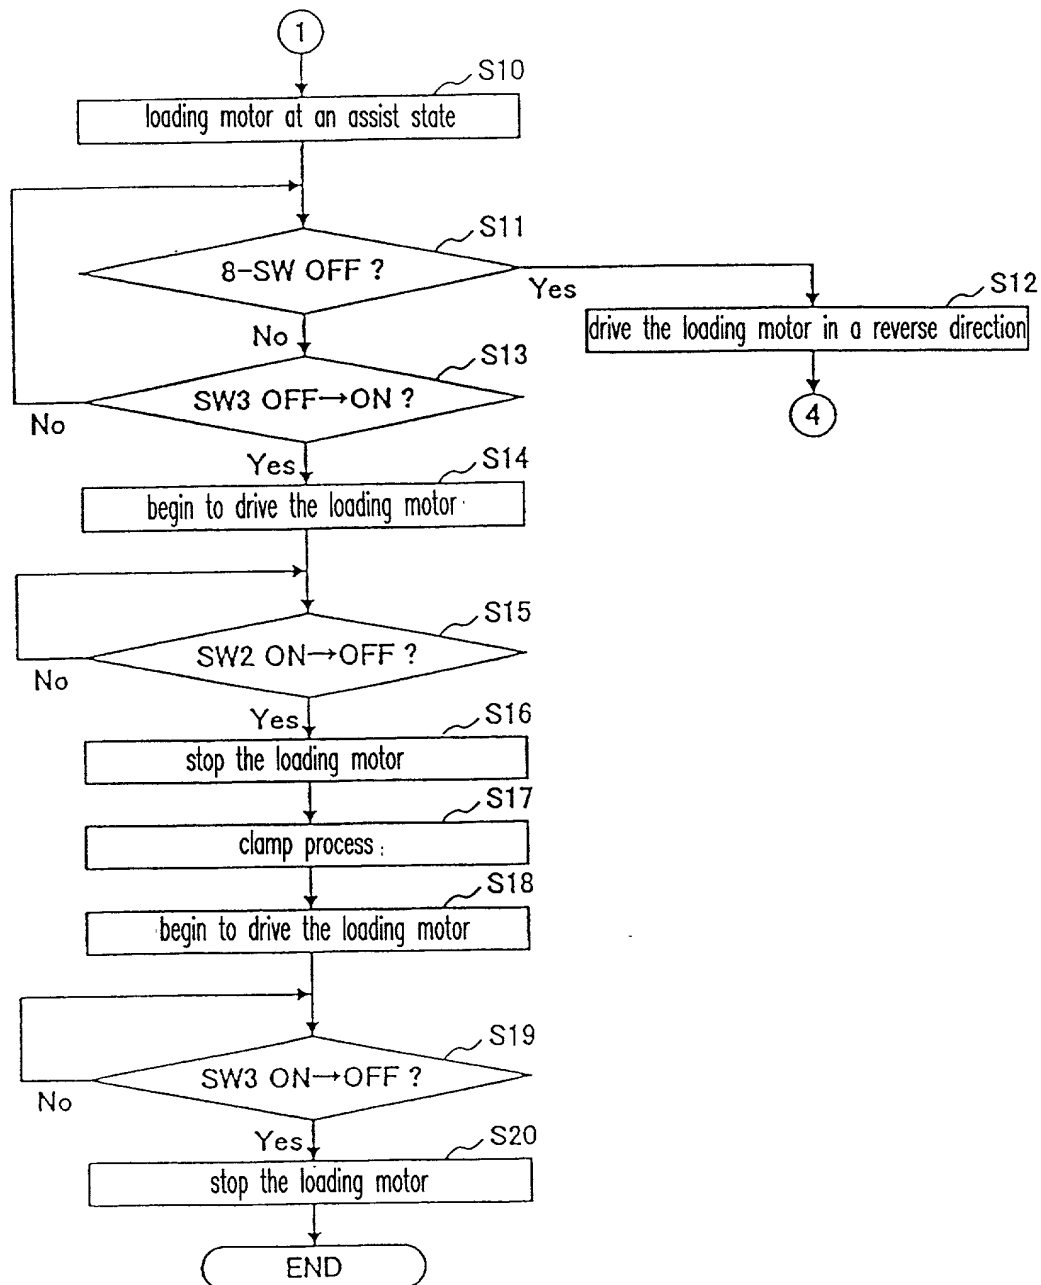 1
S10
loading motor at an assist state
S11
8-SW OFF ?
Yes
S12
drive the loading motor in a reverse direction
4
No
S13
SW3 OFF→ON ?
No
Yes
S14
begin to drive the loading motor
S15
SW2 ON→OFF ?
No
Yes
S16
stop the loading motor
S17
clamp process
S18
begin to drive the loading motor
S19
SW3 ON→OFF ?
No
Yes
S20
stop the loading motor
END